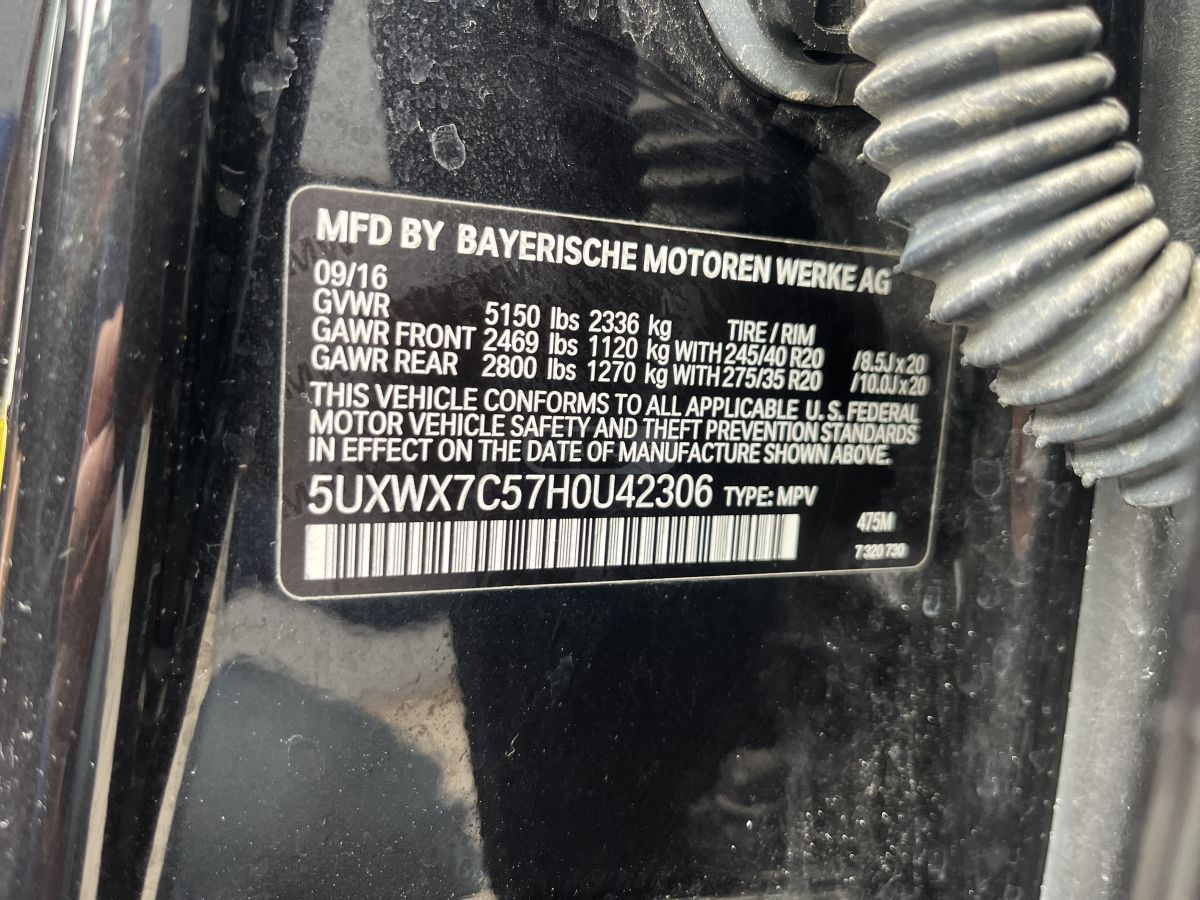 MFD BY BAYERISCHE MOTOREN WERKE AG
09/16
GVWR 5150 lbs 2336 kg TIRE / RIM
GAWR FRONT 2469 lbs 1120 kg WITH 245/40 R20 /8.5J x 20
GAWR REAR 2800 lbs 1270 kg WITH 275/35 R20 /10.0J x 20
THIS VEHICLE CONFORMS TO ALL APPLICABLE U. S. FEDERAL
MOTOR VEHICLE SAFETY AND THEFT PREVENTION STANDARDS
IN EFFECT ON THE DATE OF MANUFACTURE SHOWN ABOVE.
5UXWX7C57H0U42306 TYPE: MPV
475M
7 320 730